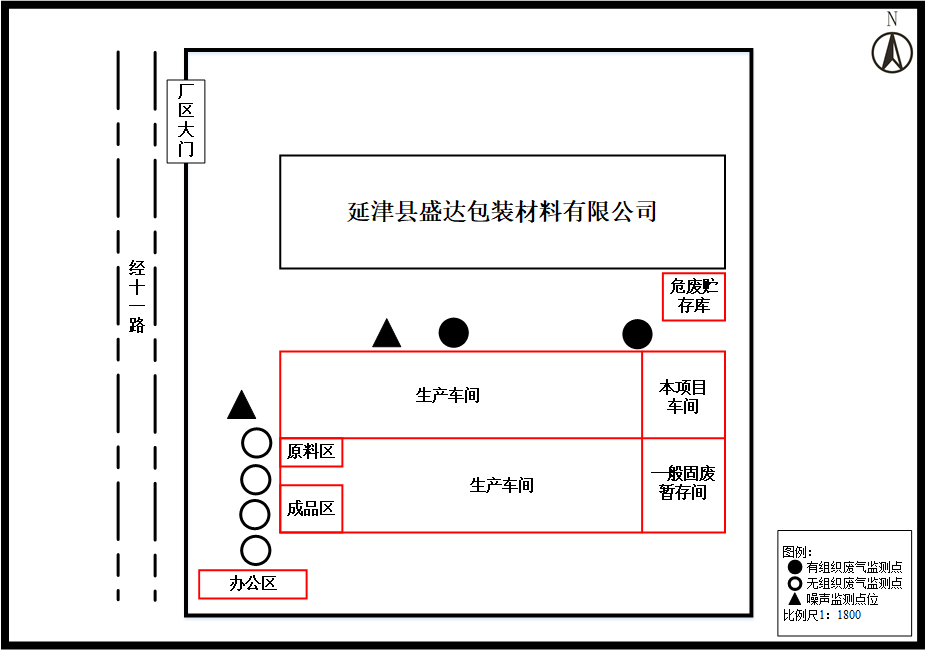 N
厂
区
大
门
延津县盛达包装材料有限公司
危废贮
存库
经
十
一
路
生产车间
本项目
车间
原料区
生产车间
一般固废
暂存间
成品区
办公区
图例：
有组织废气监测点
无组织废气监测点
噪声监测点位
比例尺1：1800